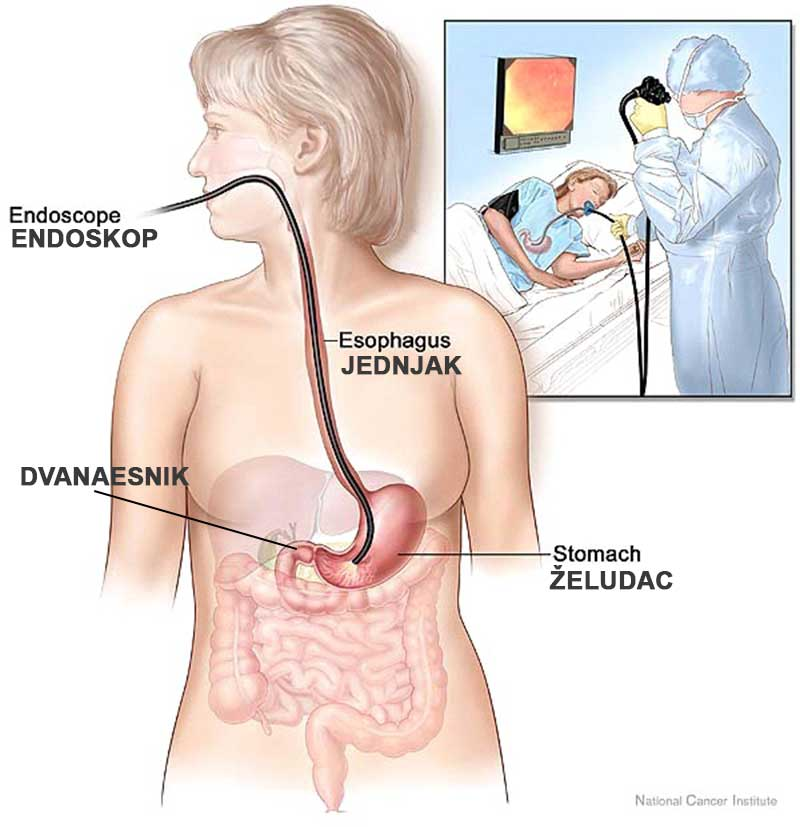 Endoscope
ENDOSKOP
Esophagus
JEDNJAK
DVANAESNIK
Stomach
ŽELUDAC
National Cancer Institute